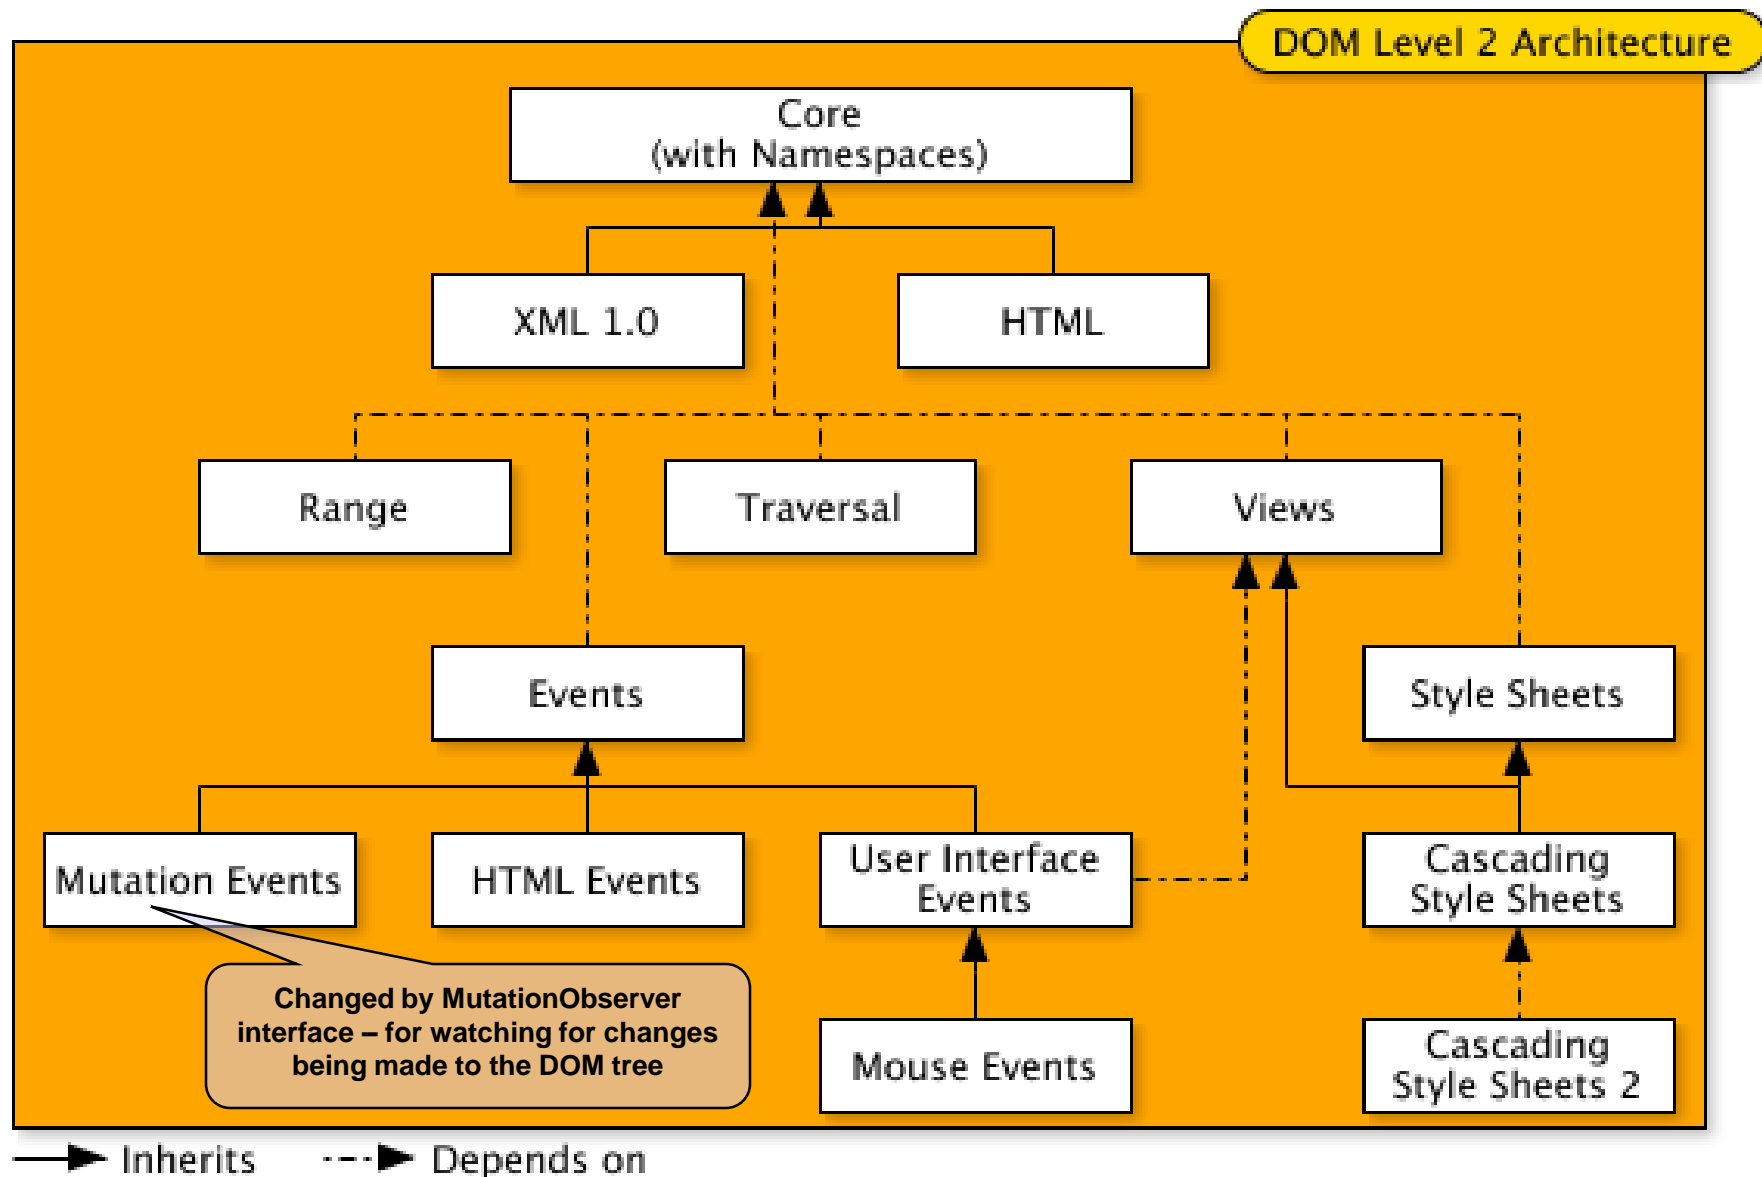 DOM Level 2 Architecture
Core
(with Namespaces)
XML 1.0
HTML
Range
Traversal
Views
Events
Style Sheets
Mutation Events
HTML Events
User Interface
Events
Cascading
Style Sheets
Changed by MutationObserver
interface – for watching for changes
being made to the DOM tree
Mouse Events
Cascading
Style Sheets 2
Inherits
Depends on